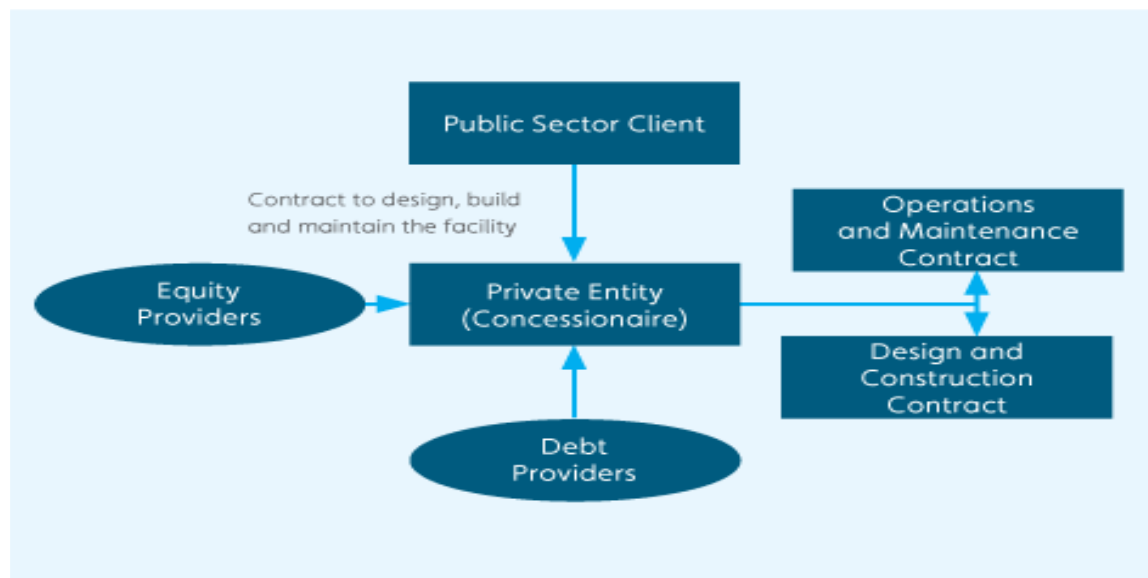 Public Sector Client
Contract to design, build
and maintain the facility
Operations
and Maintenance
Contract
Equity
Providers
Private Entity
(Concessionaire)
Design and
Construction
Contract
Debt
Providers